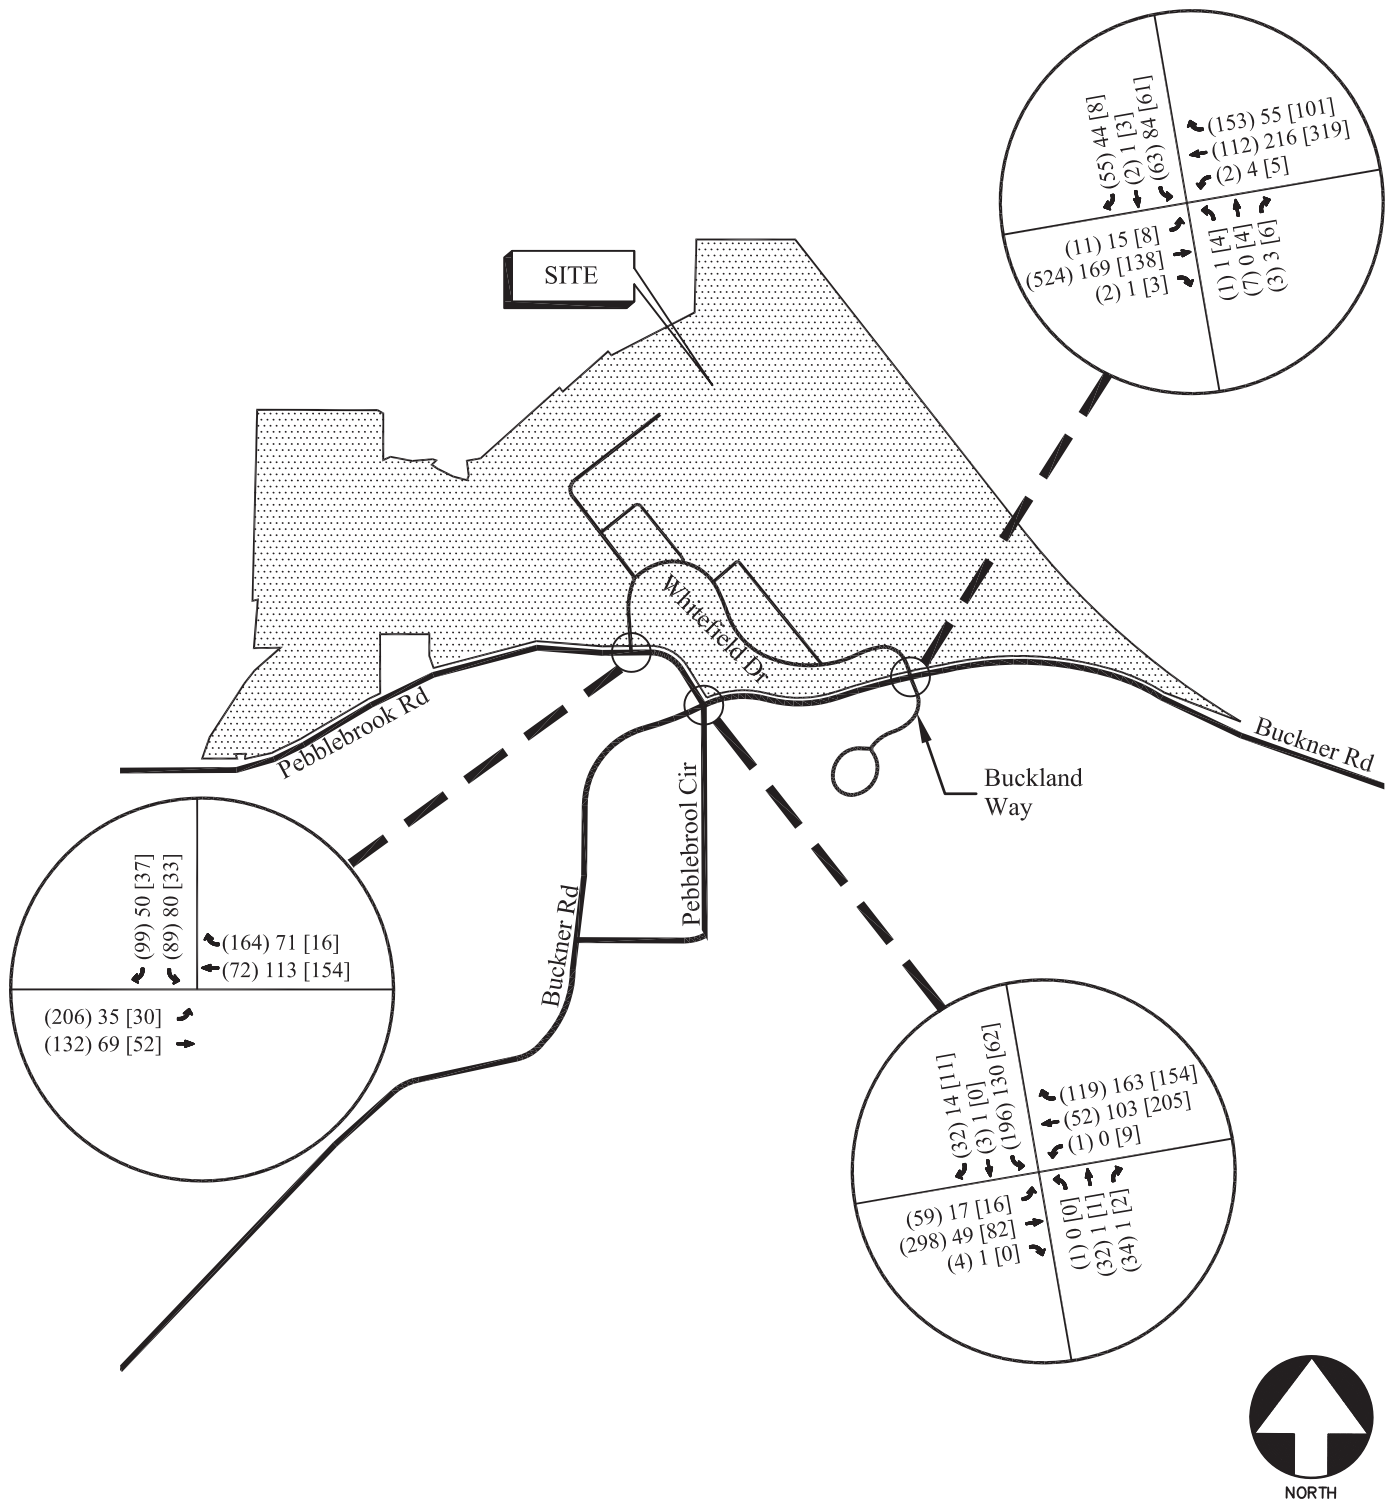 (55) 44 [8]
(2) 1 [3]
(63) 84 [61]
(153) 55 [101]
(112) 216 [319]
(2) 4 [5]
(11) 15 [8]
(524) 169 [138]
(2) 1 [3]
(1) 1 [4]
(7) 0 [4]
(3) 3 [6]
SITE
Whitefield Dr
Pebblebrook Rd
Buckner Rd
Buckland
Way
Pebblebrool Cir
Buckner Rd
(99) 50 [37]
(89) 80 [33]
(164) 71 [16]
(72) 113 [154]
(206) 35 [30]
(132) 69 [52]
(32) 14 [11]
(3) 1 [0]
(196) 130 [62]
(119) 163 [154]
(52) 103 [205]
(1) 0 [9]
(59) 17 [16]
(298) 49 [82]
(4) 1 [0]
(1) 0 [0]
(32) 1 [1]
(34) 1 [2]
NORTH